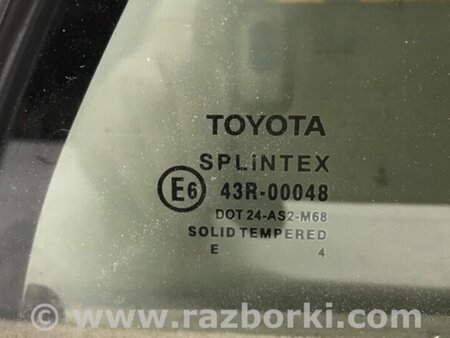 TOYOTA
SPLINTEX
E6 43R-00048
DOT 24-AS2-M68
SOLID TEMPERED
E 4
www.razborki.com